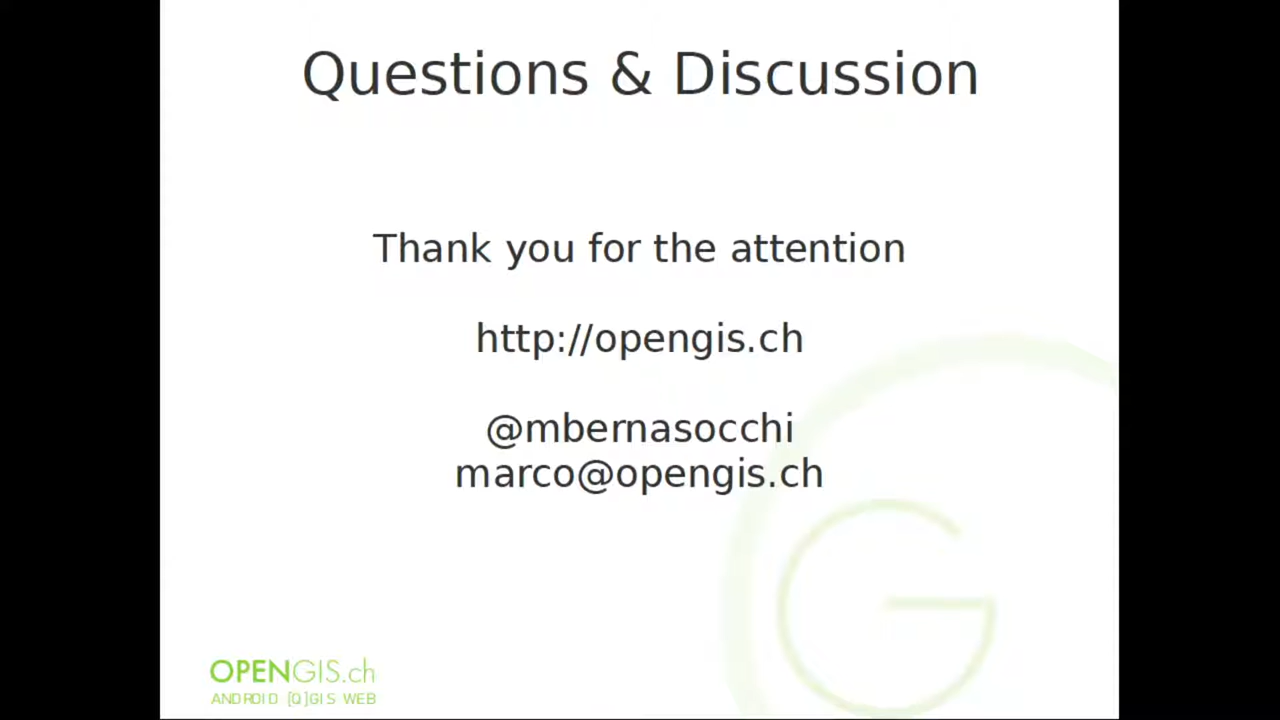 Questions & Discussion
Thank you for the attention
http://opengis.ch
@mbernasocchi
marco@opengis.ch
OPENGIS.ch
ANDROID [Q]GIS WEB